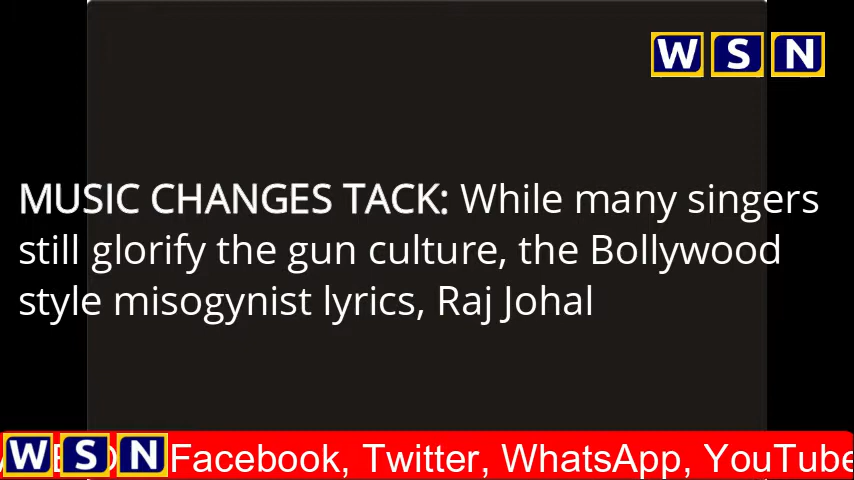 WSN
MUSIC CHANGES TACK: While many singers
still glorify the gun culture, the Bollywood
style misogynist lyrics, Raj Johal
WSN Facebook, Twitter, WhatsApp, YouTube